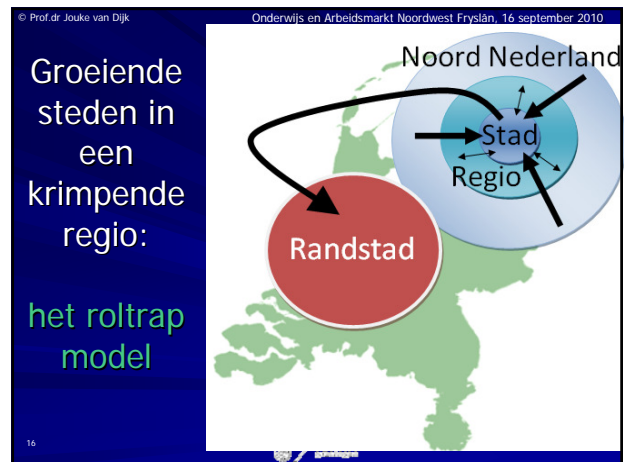 © Prof.dr Jouke van Dijk
Onderwijs en Arbeidsmarkt Noordwest Fryslân, 16 september 2010
Groeiende
steden in
een
krimpende
regio:
het roltrap
model
Noord Nederland
Stad
Regio
Randstad
16